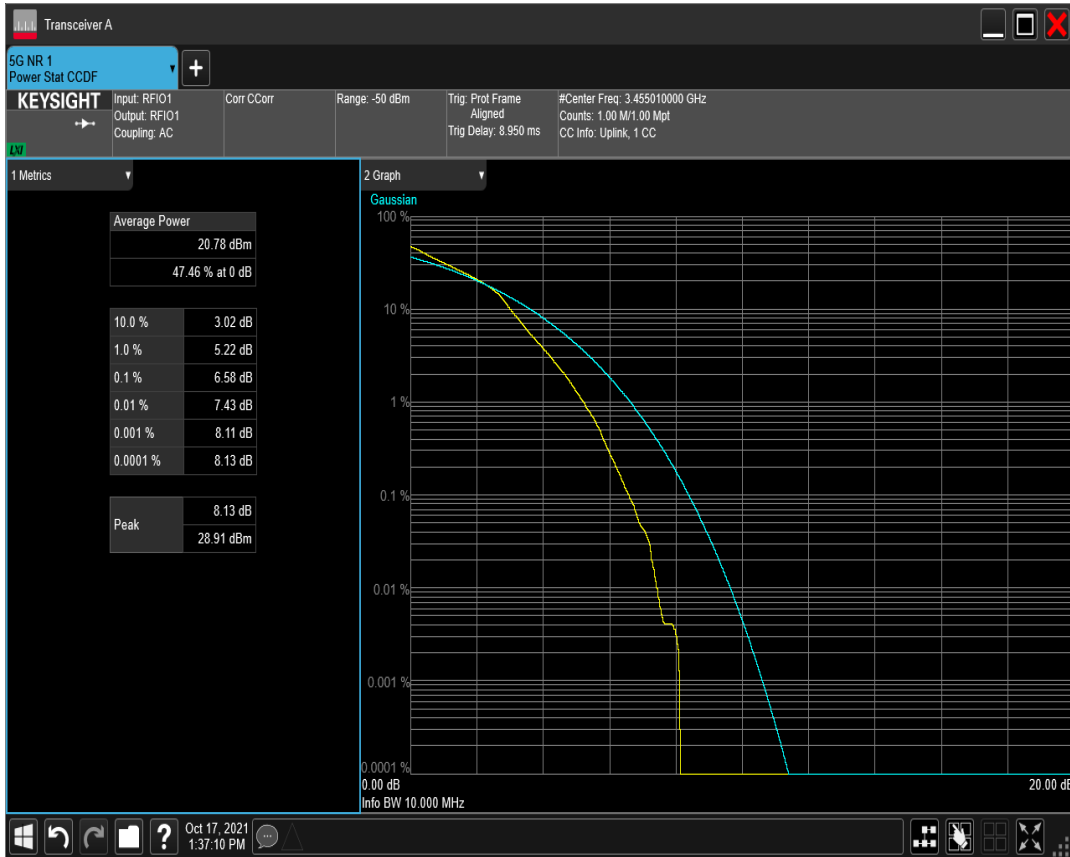 Transceiver A
5G NR 1
Power Stat CCDF
KEYSIGHT
LXI
Input: RFIO1
Output: RFIO1
Coupling: AC
Corr CCorr
Range: -50 dBm
Trig: Prot Frame
Aligned
Trig Delay: 8.950 ms
#Center Freq: 3.455010000 GHz
Counts: 1.00 M/1.00 Mpt
CC Info: Uplink, 1 CC
1 Metrics
Average Power
20.78 dBm
47.46 % at 0 dB
10.0 % 3.02 dB
1.0 % 5.22 dB
0.1 % 6.58 dB
0.01 % 7.43 dB
0.001 % 8.11 dB
0.0001 % 8.13 dB
Peak
8.13 dB
28.91 dBm
2 Graph
Gaussian
100 %
10 %
1 %
0.1 %
0.01 %
0.001 %
0.0001 %
0.00 dB
20.00 dB
Info BW 10.000 MHz
?
Oct 17, 2021
1:37:10 PM